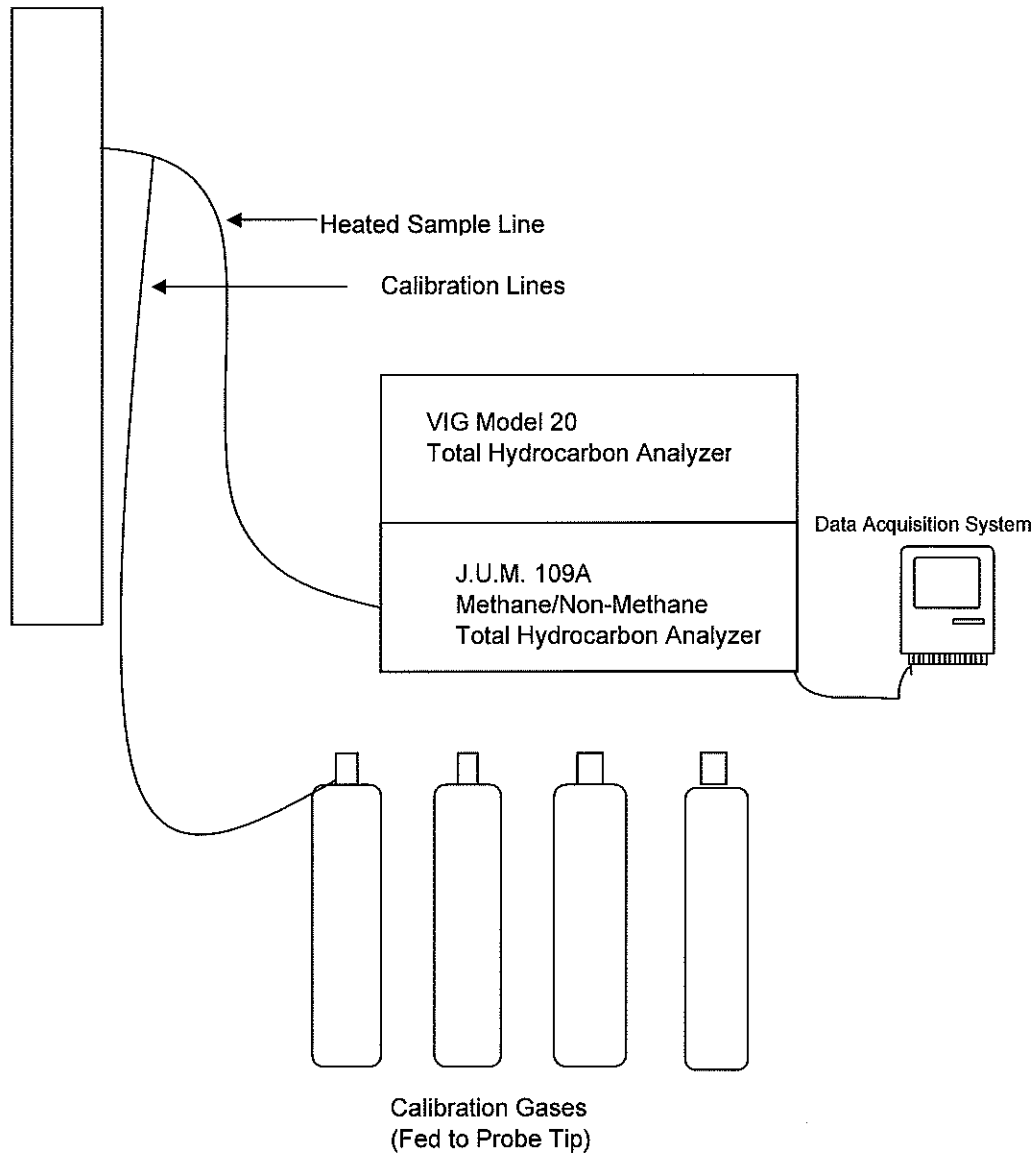 Heated Sample Line
Calibration Lines
VIG Model 20
Total Hydrocarbon Analyzer
Data Acquisition System
J.U.M. 109A
Methane/Non-Methane
Total Hydrocarbon Analyzer
Calibration Gases
(Fed to Probe Tip)